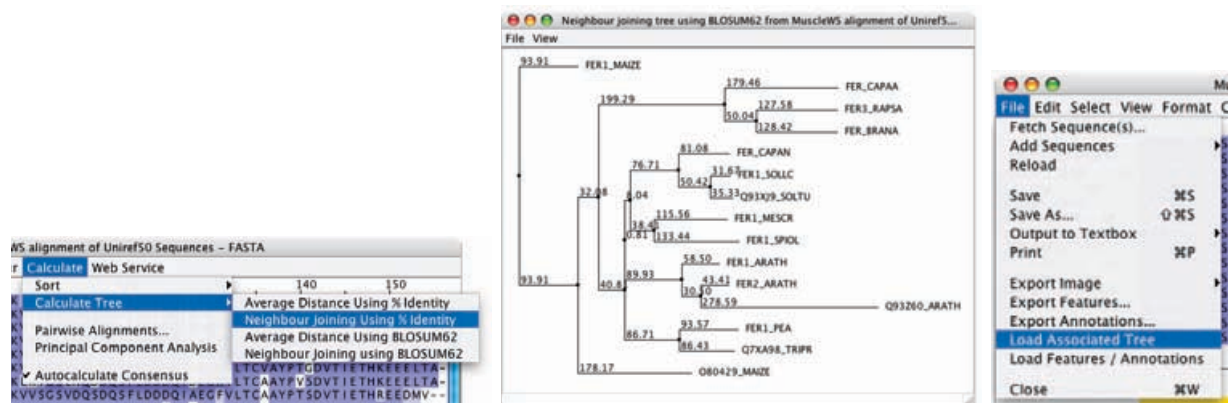 WS alignment of Uniref50 Sequences - FASTA
r Calculate Web Service
Sort
Calculate Tree
Pairwise Alignments...
Principal Component Analysis
✔ Autocalculate Consensus
140 150
Average Distance Using % Identity
Neighbour Joining Using % Identity
Average Distance Using BLOSUM62
Neighbour Joining using BLOSUM62
LTCVAYPTGDVTIETHKEEELTA-
LTCAAYPVSDVTIETHKEEELTA-
KVVSGSVDQSDQSFLDDDQIAEGFVLTCAAYPTSDVTIETHREEDMV--
Neighbour joining tree using BLOSUM62 from MuscleWS alignment of Uniref5...
File View
93.91 FER1_MAIZE
179.46 FER_CAPAA
199.29
127.58 FER3_RAPSA
50.04
128.42 FER_BRANA
81.08 FER_CAPAN
76.71
31.67 FER1_SOLLC
50.42
32.08
35.33 Q93XJ9_SOLTU
115.56 FER1_MESCR
133.44 FER1_SPIOL
0.81
58.50 FER1_ARATH
89.93
43.41 FER2_ARATH
93.91
278.59 Q93Z60_ARATH
93.57 FER1_PEA
86.71
86.43 Q7XA98_TRIPR
178.17 O80429_MAIZE
File Edit Select View Format
Fetch Sequence(s)...
Add Sequences
Reload
Save ⌘S
Save As... ⇧⌘S
Output to Textbox
Print ⌘P
Export Image
Export Features...
Export Annotations...
Load Associated Tree
Load Features / Annotations
Close ⌘W